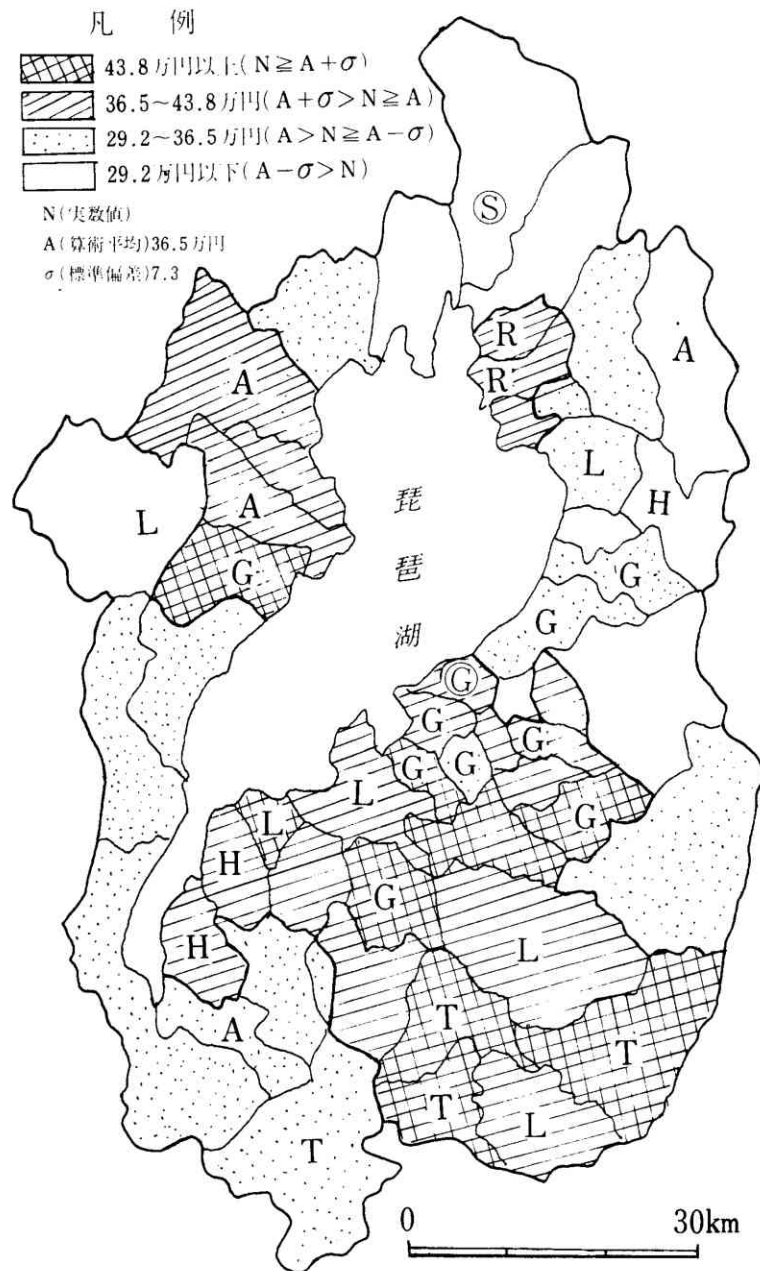 凡 例
43.8万円以上(N≧A+σ)
36.5~43.8万円(A+σ>N≧A)
29.2~36.5万円(A>N≧A-σ)
29.2万円以下(A-σ>N)
N(実数値)
A(算術平均)36.5万円
σ(標準偏差)7.3
S
R
A
A
R
L
H
L
A
G
G
G
琵
琶
湖
G
G
G
G
G
L
G
L
H
G
L
H
A
T
T
T
L
T
0 30km